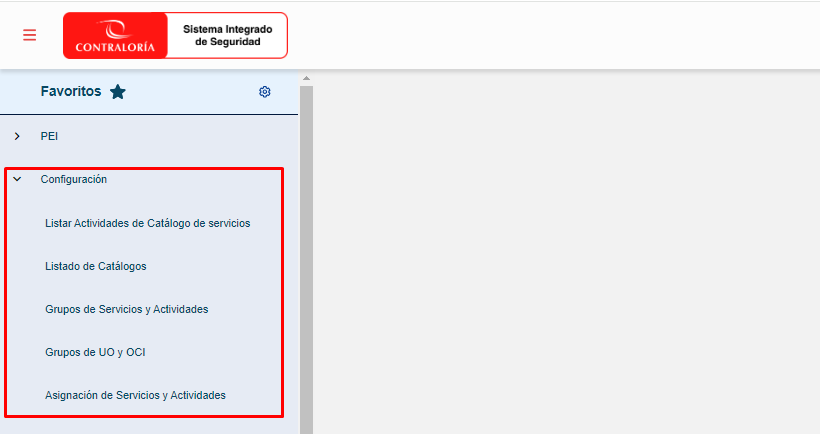 CONTRALORÍA
Sistema Integrado
de Seguridad
Favoritos
PEI
Configuración
Listar Actividades de Catálogo de servicios
Listado de Catálogos
Grupos de Servicios y Actividades
Grupos de UO y OCI
Asignación de Servicios y Actividades